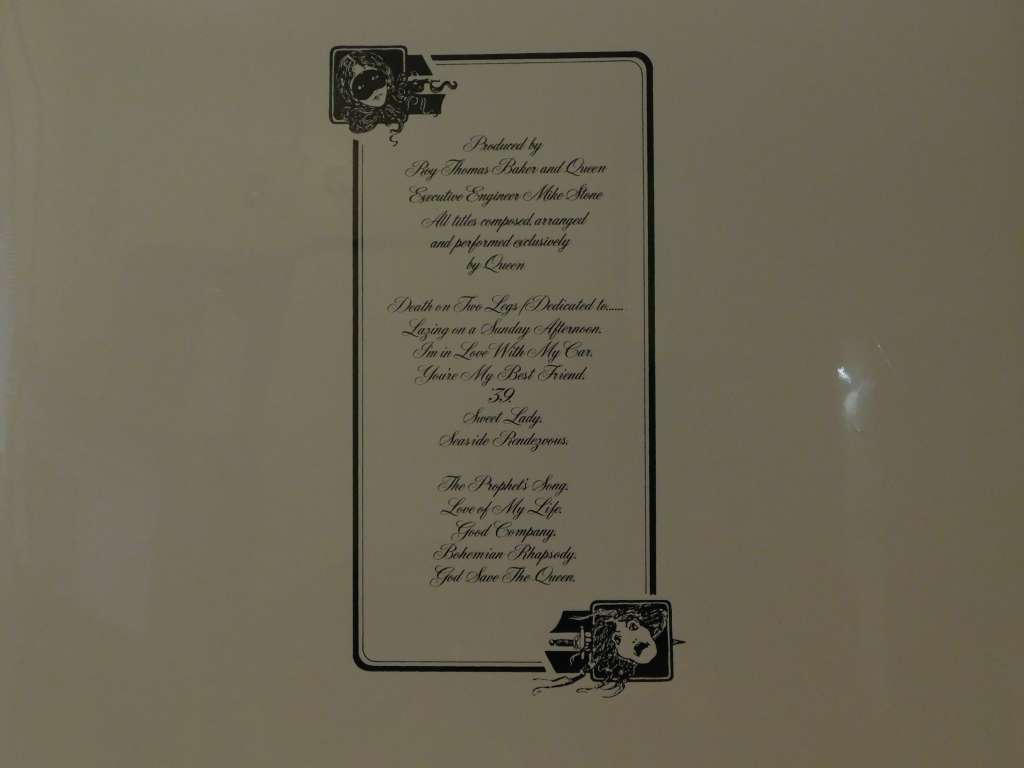 Produced by
Roy Thomas Baker and Queen
Executive Engineer Mike Stone
All titles composed, arranged
and performed exclusively
by Queen
Death on Two Legs (Dedicated to......
Lazing on a Sunday Afternoon.
I'm in Love With My Car.
You're My Best Friend.
'39.
Sweet Lady.
Seaside Rendezvous.
The Prophet's Song.
Love of My Life.
Good Company.
Bohemian Rhapsody.
God Save The Queen.